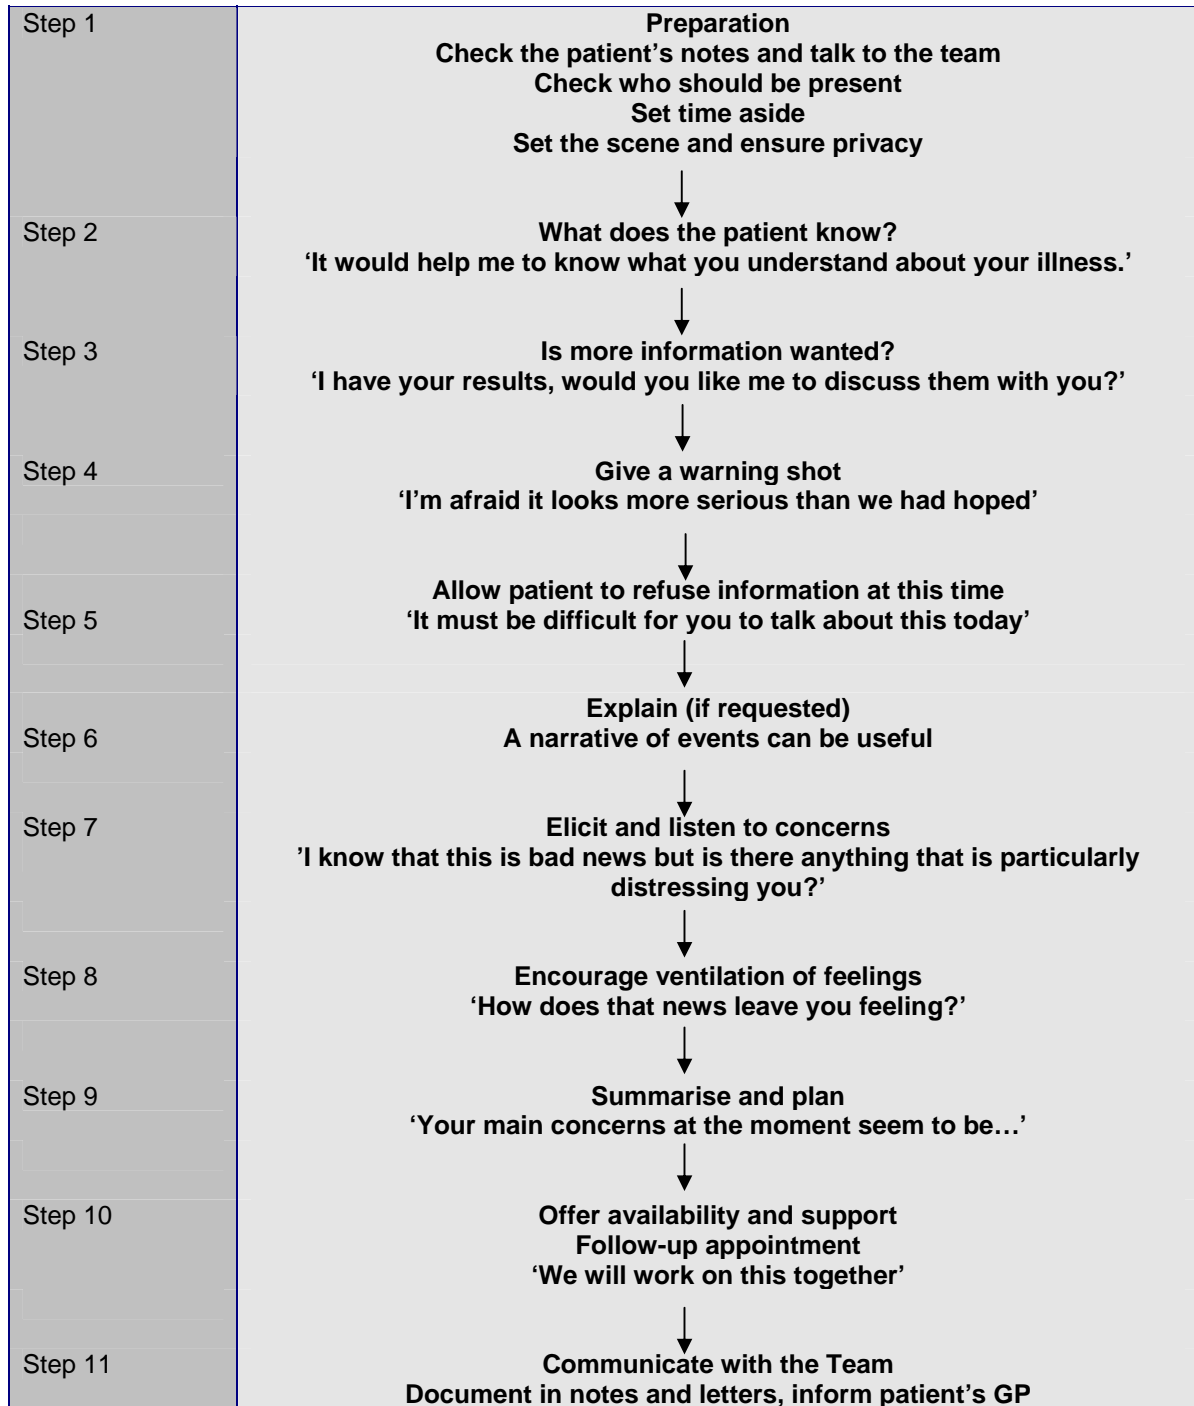 Step 1
Preparation
Check the patient’s notes and talk to the team
Check who should be present
Set time aside
Set the scene and ensure privacy
Step 2
What does the patient know?
‘It would help me to know what you understand about your illness.’
Step 3
Is more information wanted?
‘I have your results, would you like me to discuss them with you?’
Step 4
Give a warning shot
‘I’m afraid it looks more serious than we had hoped’
Allow patient to refuse information at this time
Step 5
‘It must be difficult for you to talk about this today’
Explain (if requested)
Step 6
A narrative of events can be useful
Step 7
Elicit and listen to concerns
’I know that this is bad news but is there anything that is particularly
distressing you?’
Step 8
Encourage ventilation of feelings
‘How does that news leave you feeling?’
Step 9
Summarise and plan
‘Your main concerns at the moment seem to be…’
Step 10
Offer availability and support
Follow-up appointment
‘We will work on this together’
Step 11
Communicate with the Team
Document in notes and letters, inform patient’s GP